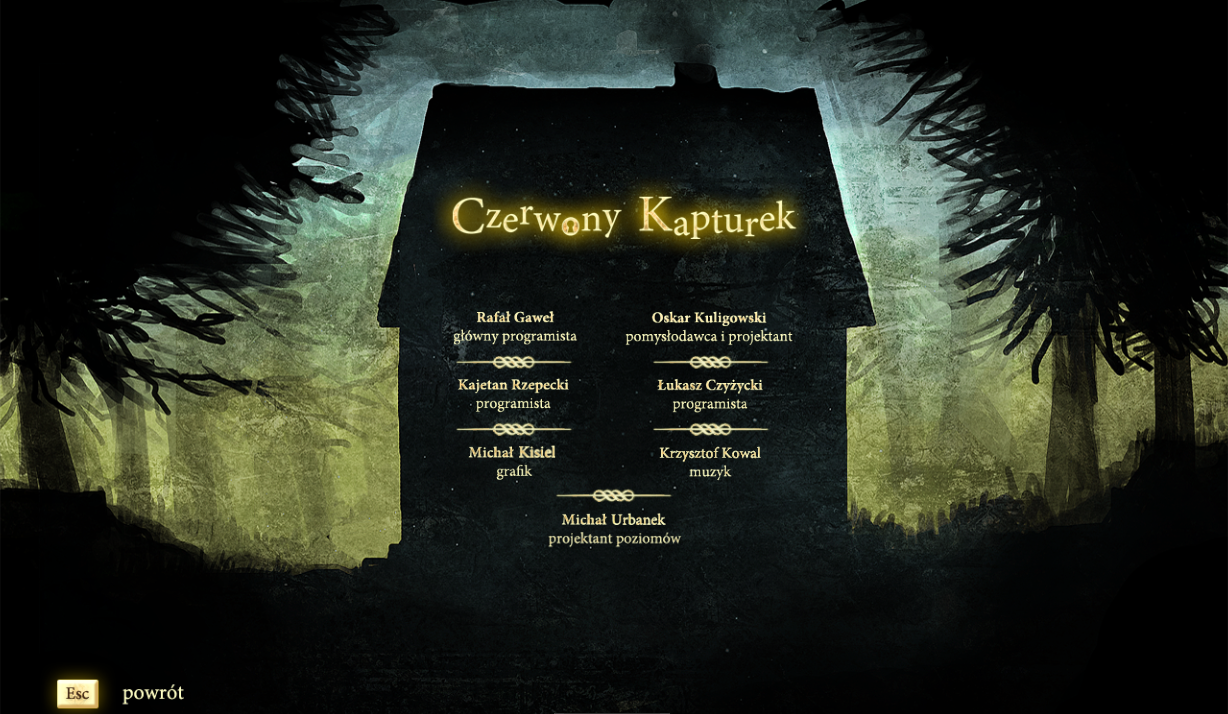 Czerwony Kapturek
Rafał Gaweł
główny programista
Oskar Kuligowski
pomysłodawca i projektant
Kajetan Rzepecki
programista
Łukasz Czyżycki
programista
Michał Kisiel
grafik
Krzysztof Kowal
muzyk
Michał Urbanek
projektant poziomów
Esc
powrót